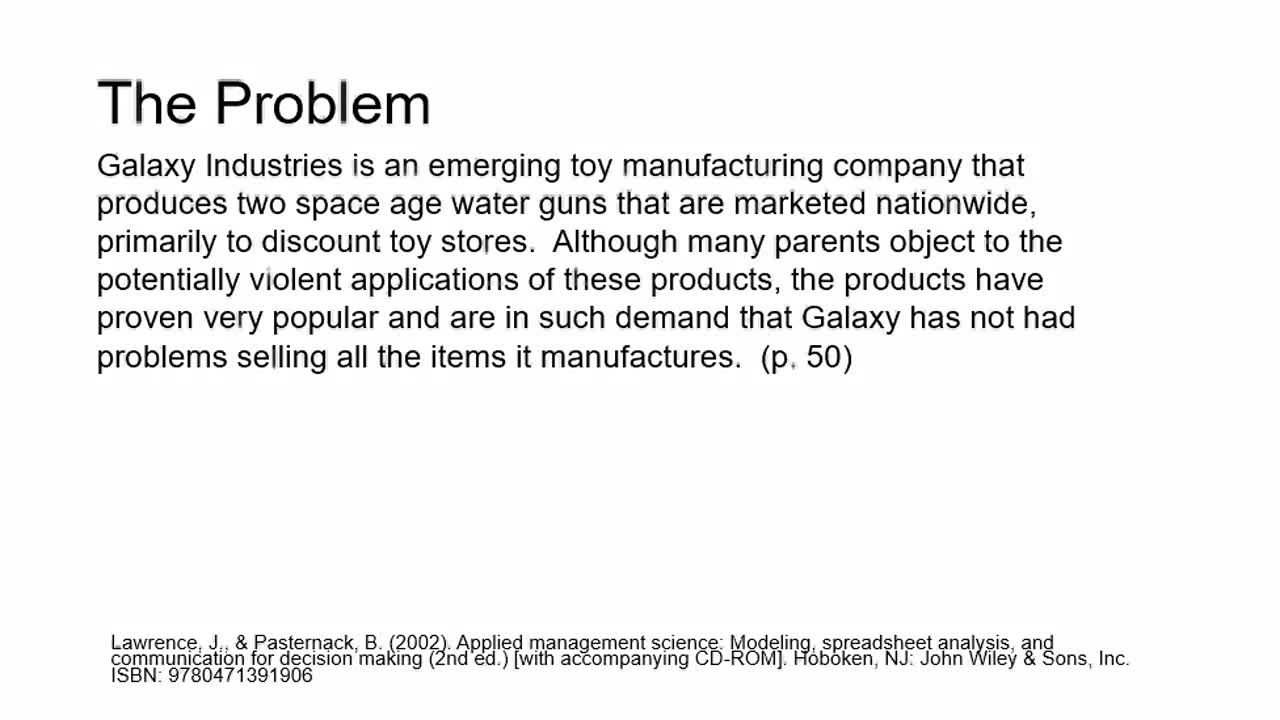 The Problem
Galaxy Industries is an emerging toy manufacturing company that
produces two space age water guns that are marketed nationwide,
primarily to discount toy stores.  Although many parents object to the
potentially violent applications of these products, the products have
proven very popular and are in such demand that Galaxy has not had
problems selling all the items it manufactures.  (p. 50)
Lawrence, J., & Pasternack, B. (2002). Applied management science: Modeling, spreadsheet analysis, and
communication for decision making (2nd ed.) [with accompanying CD-ROM]. Hoboken, NJ: John Wiley & Sons, Inc.
ISBN: 9780471391906